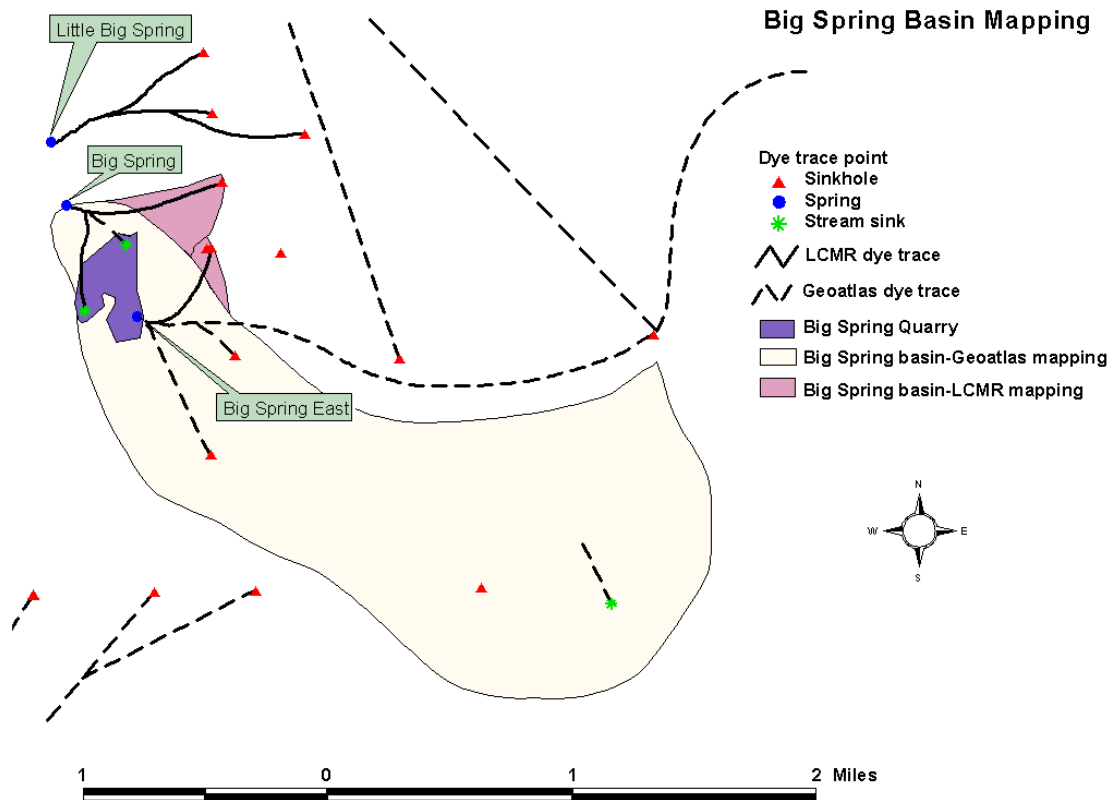 Big Spring Basin Mapping
Little Big Spring
Big Spring
Big Spring East
Dye trace point
Sinkhole
Spring
Stream sink
LCMR dye trace
Geoatlas dye trace
Big Spring Quarry
Big Spring basin-Geoatlas mapping
Big Spring basin-LCMR mapping
N
W E
S
1 0 1 2 Miles